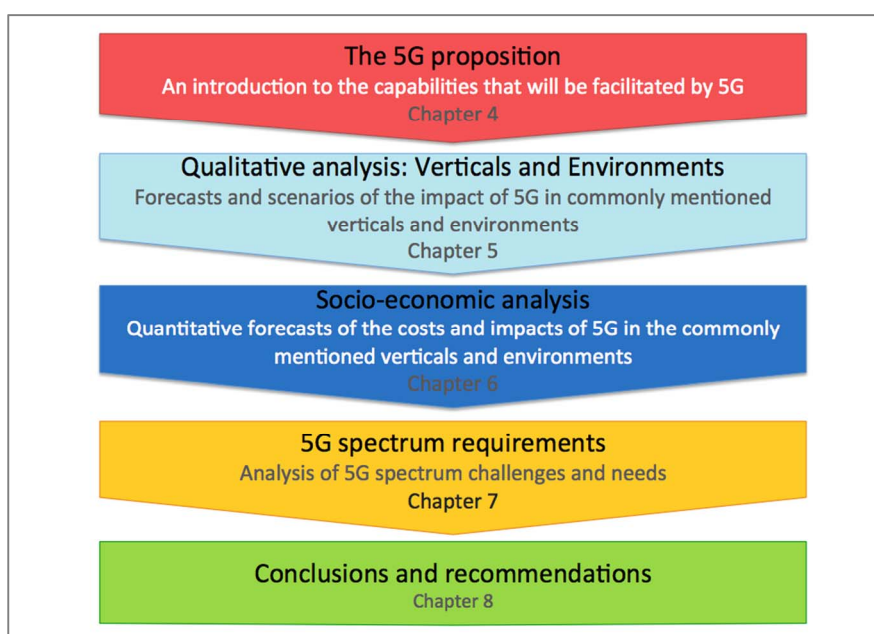 The 5G proposition
An introduction to the capabilities that will be facilitated by 5G
Chapter 4
Qualitative analysis: Verticals and Environments
Forecasts and scenarios of the impact of 5G in commonly mentioned
verticals and environments
Chapter 5
Socio-economic analysis
Quantitative forecasts of the costs and impacts of 5G in the commonly
mentioned verticals and environments
Chapter 6
5G spectrum requirements
Analysis of 5G spectrum challenges and needs
Chapter 7
Conclusions and recommendations
Chapter 8